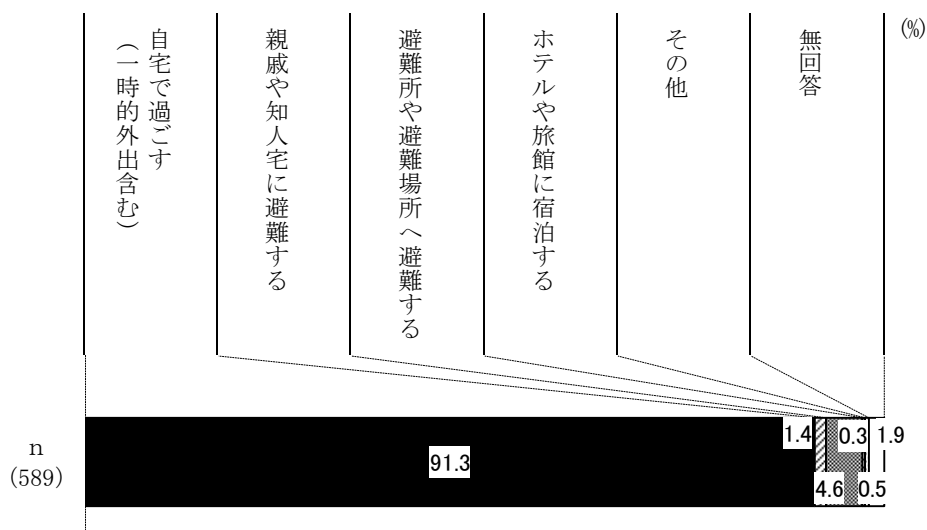 (%)
自宅で過ごす
（一時的外出含む）
親戚や知人宅に避難する
避難所や避難場所へ避難する
ホテルや旅館に宿泊する
その他
無回答
n
(589)
91.3
1.4
4.6
0.3
0.5
1.9